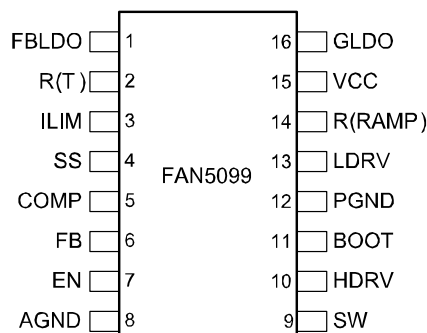 FBLDO 1 16 GLDO
R(T) 2 15 VCC
ILIM 3 14 R(RAMP)
SS 4 13 LDRV
FAN5099
COMP 5 12 PGND
FB 6 11 BOOT
EN 7 10 HDRV
AGND 8 9 SW